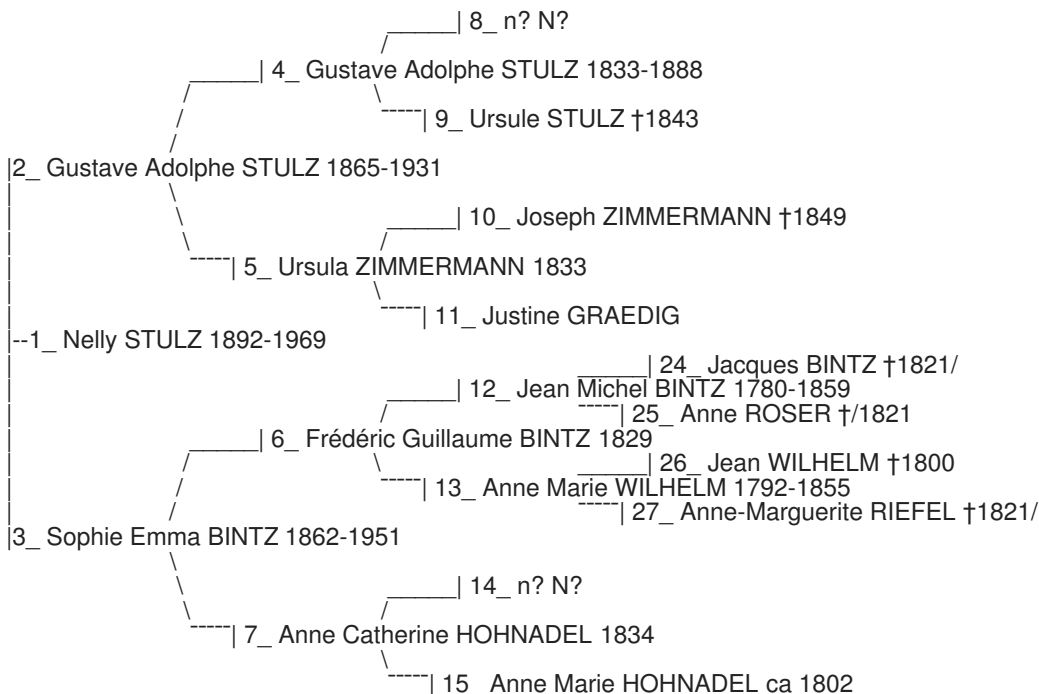 8_ n? N?
4_ Gustave Adolphe STULZ 1833-1888
9_ Ursule STULZ †1843
2_ Gustave Adolphe STULZ 1865-1931
10_ Joseph ZIMMERMANN †1849
5_ Ursula ZIMMERMANN 1833
11_ Justine GRAEDIG
--1_ Nelly STULZ 1892-1969
24_ Jacques BINTZ †1821/
12_ Jean Michel BINTZ 1780-1859
25_ Anne ROSER †/1821
6_ Frédéric Guillaume BINTZ 1829
26_ Jean WILHELM †1800
13_ Anne Marie WILHELM 1792-1855
27_ Anne-Marguerite RIEFEL †1821/
3_ Sophie Emma BINTZ 1862-1951
14_ n? N?
7_ Anne Catherine HOHNADEL 1834
15_ Anne Marie HOHNADEL ca 1802